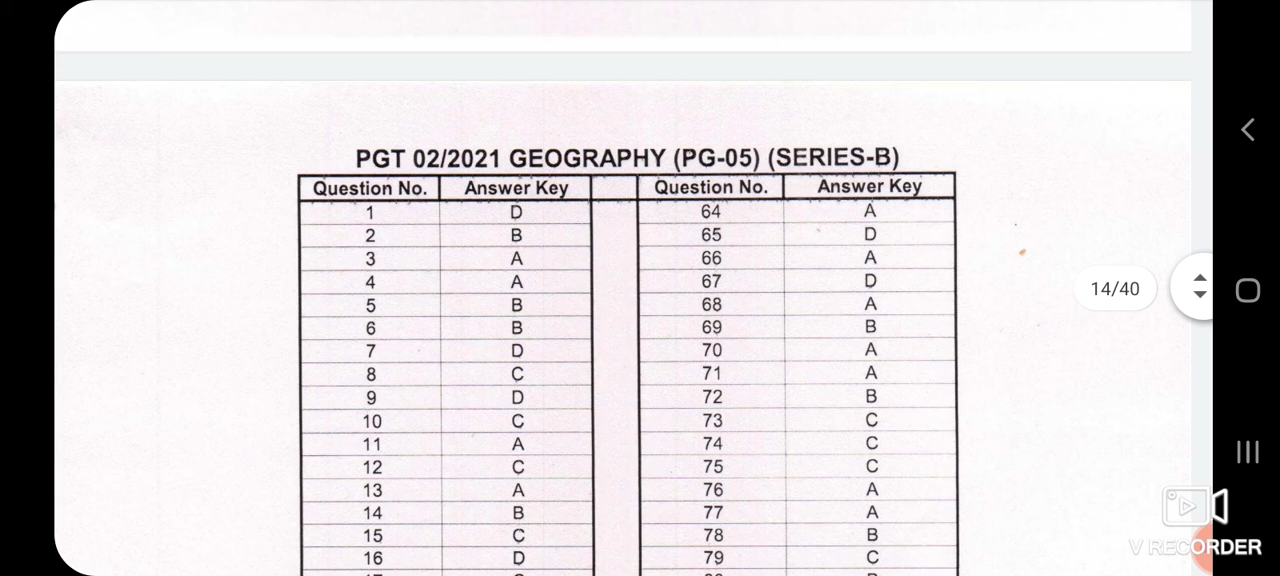 PGT 02/2021 GEOGRAPHY (PG-05) (SERIES-B)
Question No. Answer Key Question No. Answer Key
1 D 64 A
2 B 65 D
3 A 66 A
4 A 67 D
5 B 68 A
6 B 69 B
7 D 70 A
8 C 71 A
9 D 72 B
10 C 73 C
11 A 74 C
12 C 75 C
13 A 76 A
14 B 77 A
15 C 78 B
16 D 79 C
14/40
V RECORDER